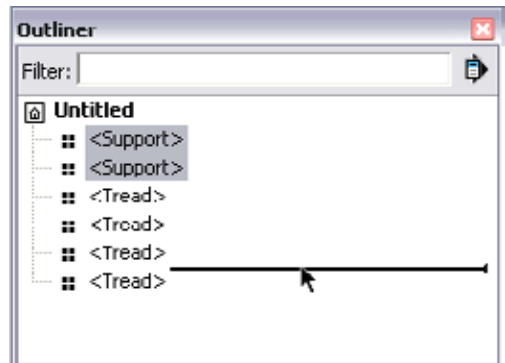 Outliner
Filter:
Untitled
<Support>
<Support>
<Tread>
<Tread>
<Tread>
<Tread>